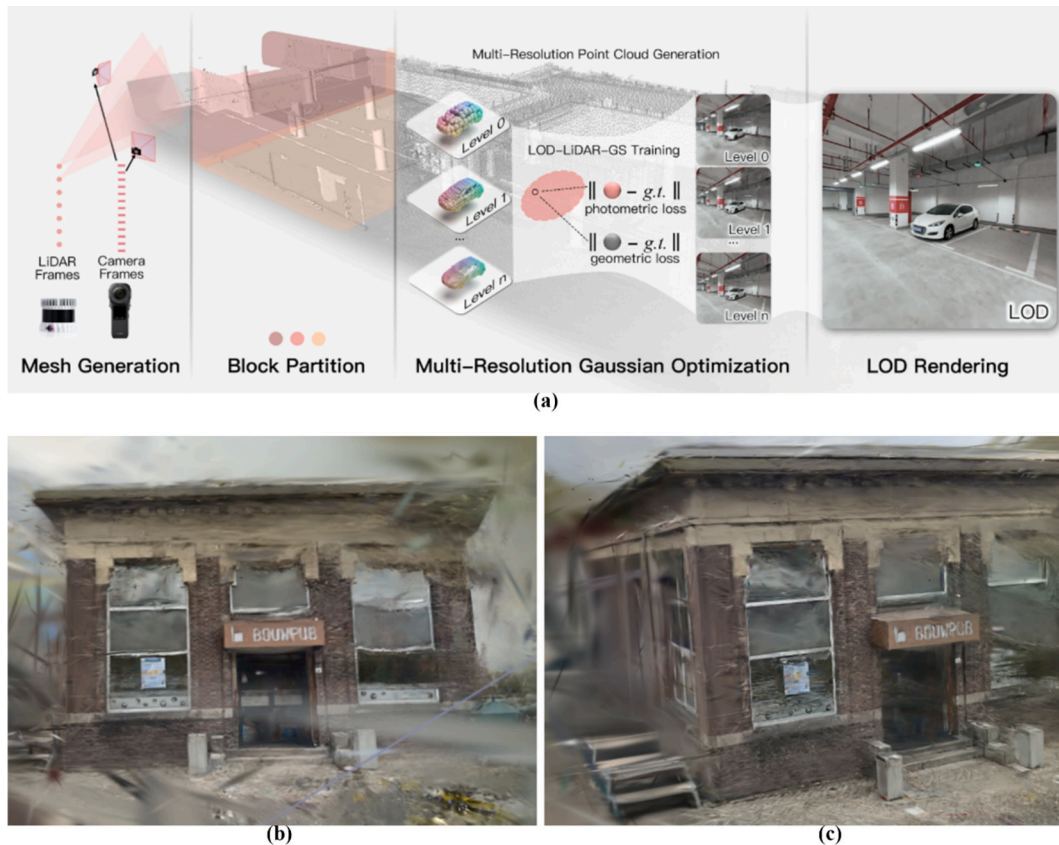 Multi-Resolution Point Cloud Generation
Level 0
LOD-LiDAR-GS Training
Level 0
|| - g.t. ||
photometric loss
Level 1
Level 1
...
...
|| - g.t. ||
geometric loss
LiDAR
Frames
Camera
Frames
Level n
Level n
LOD
Mesh Generation
Block Partition
Multi-Resolution Gaussian Optimization
LOD Rendering
(a)
BOUWPUB
BOUWPUB
(b)
(c)